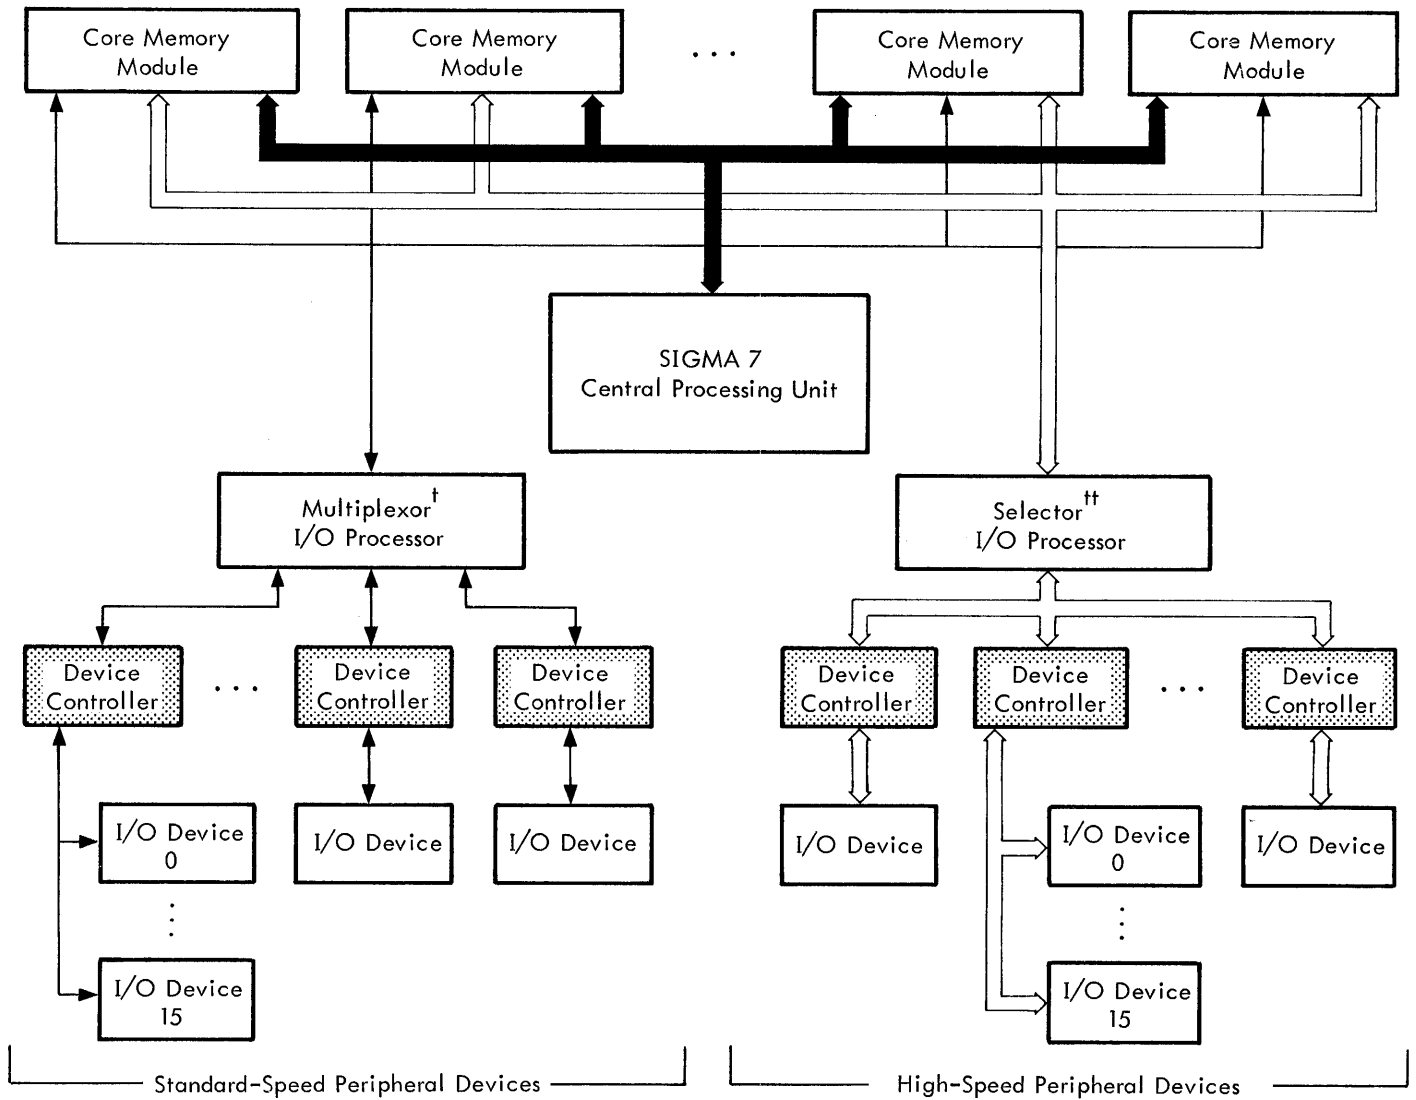 Core Memory
Module
Core Memory
Module
. . .
Core Memory
Module
Core Memory
Module
SIGMA 7
Central Processing Unit
Multiplexor†
I/O Processor
Selector††
I/O Processor
Device
Controller
. . .
Device
Controller
Device
Controller
Device
Controller
Device
Controller
. . .
Device
Controller
I/O Device
0
I/O Device
I/O Device
I/O Device
I/O Device
0
I/O Device
I/O Device
15
I/O Device
15
Standard-Speed Peripheral Devices
High-Speed Peripheral Devices